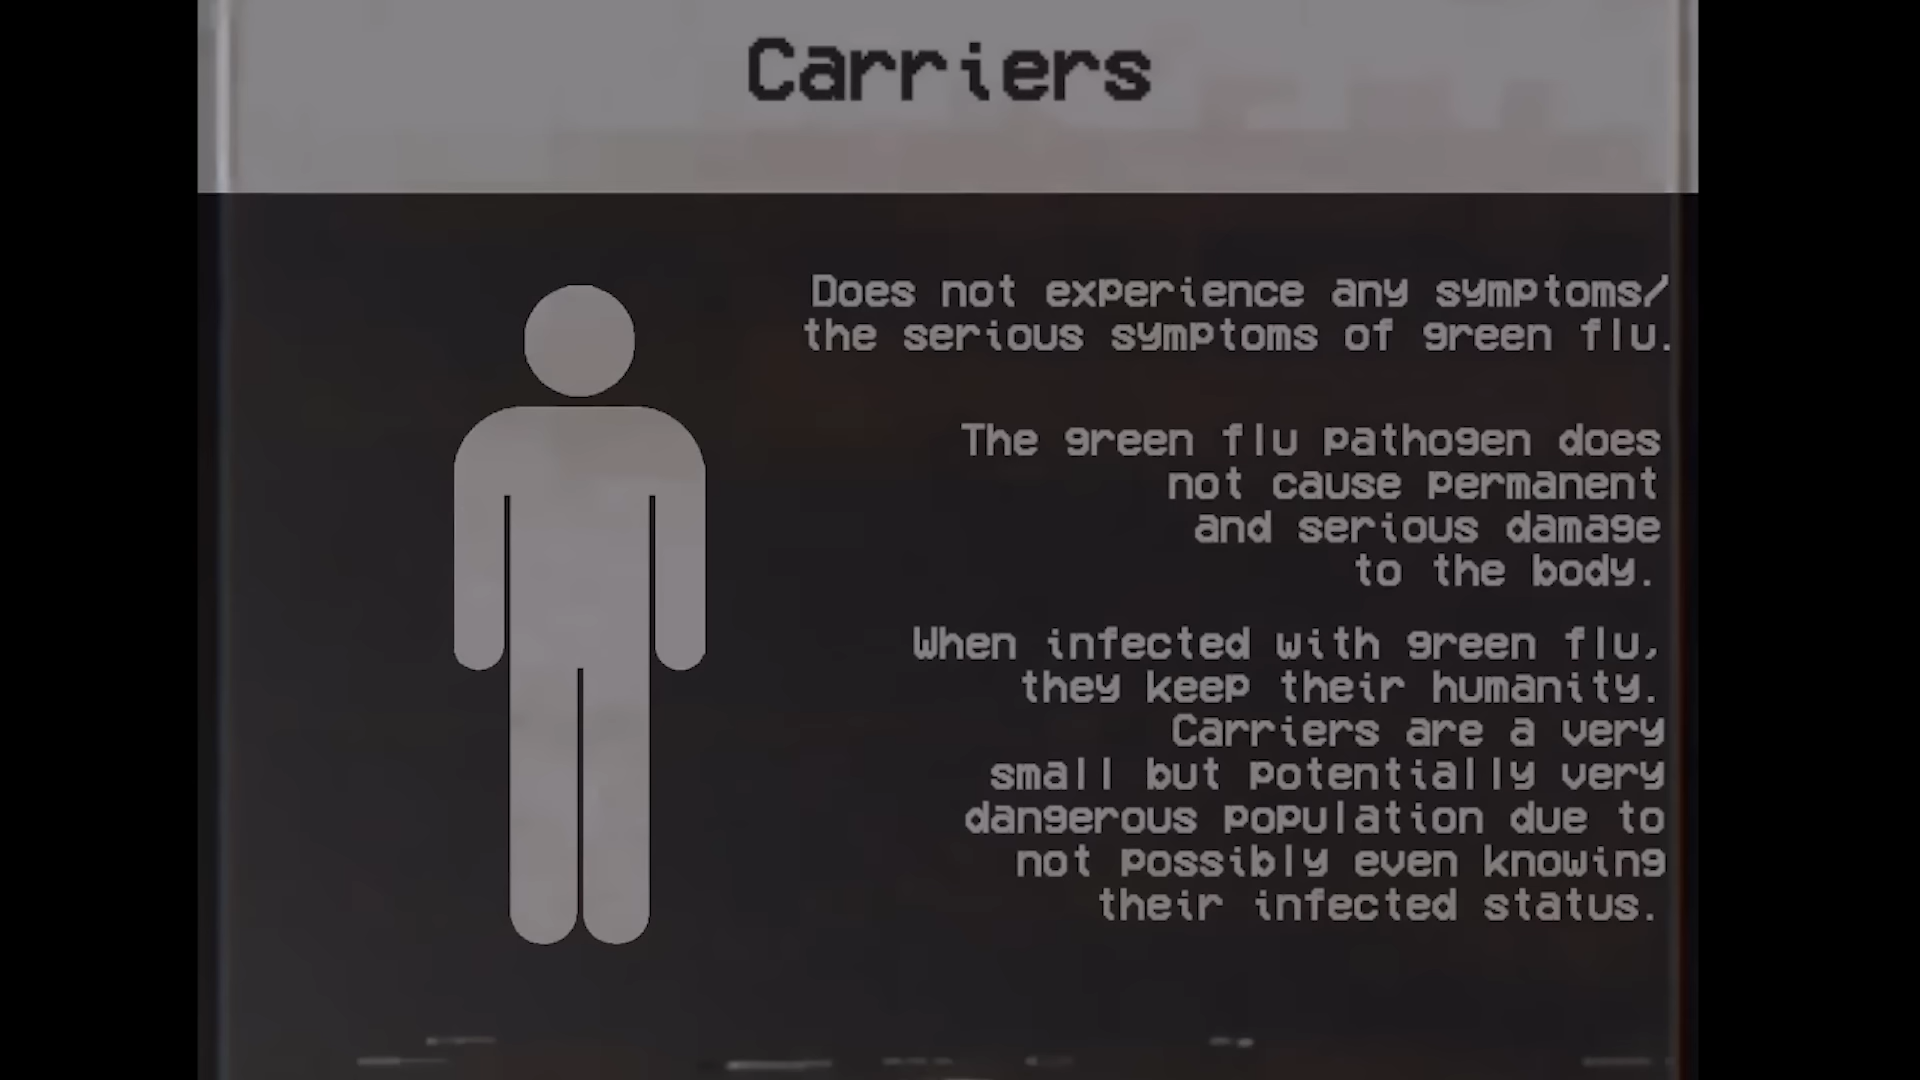 Carriers
Does not experience any symptoms/
the serious symptoms of green flu.
The green flu pathogen does
not cause permanent
and serious damage
to the body.
When infected with green flu,
they keep their humanity.
Carriers are a very
small but potentially very
dangerous population due to
not possibly even knowing
their infected status.